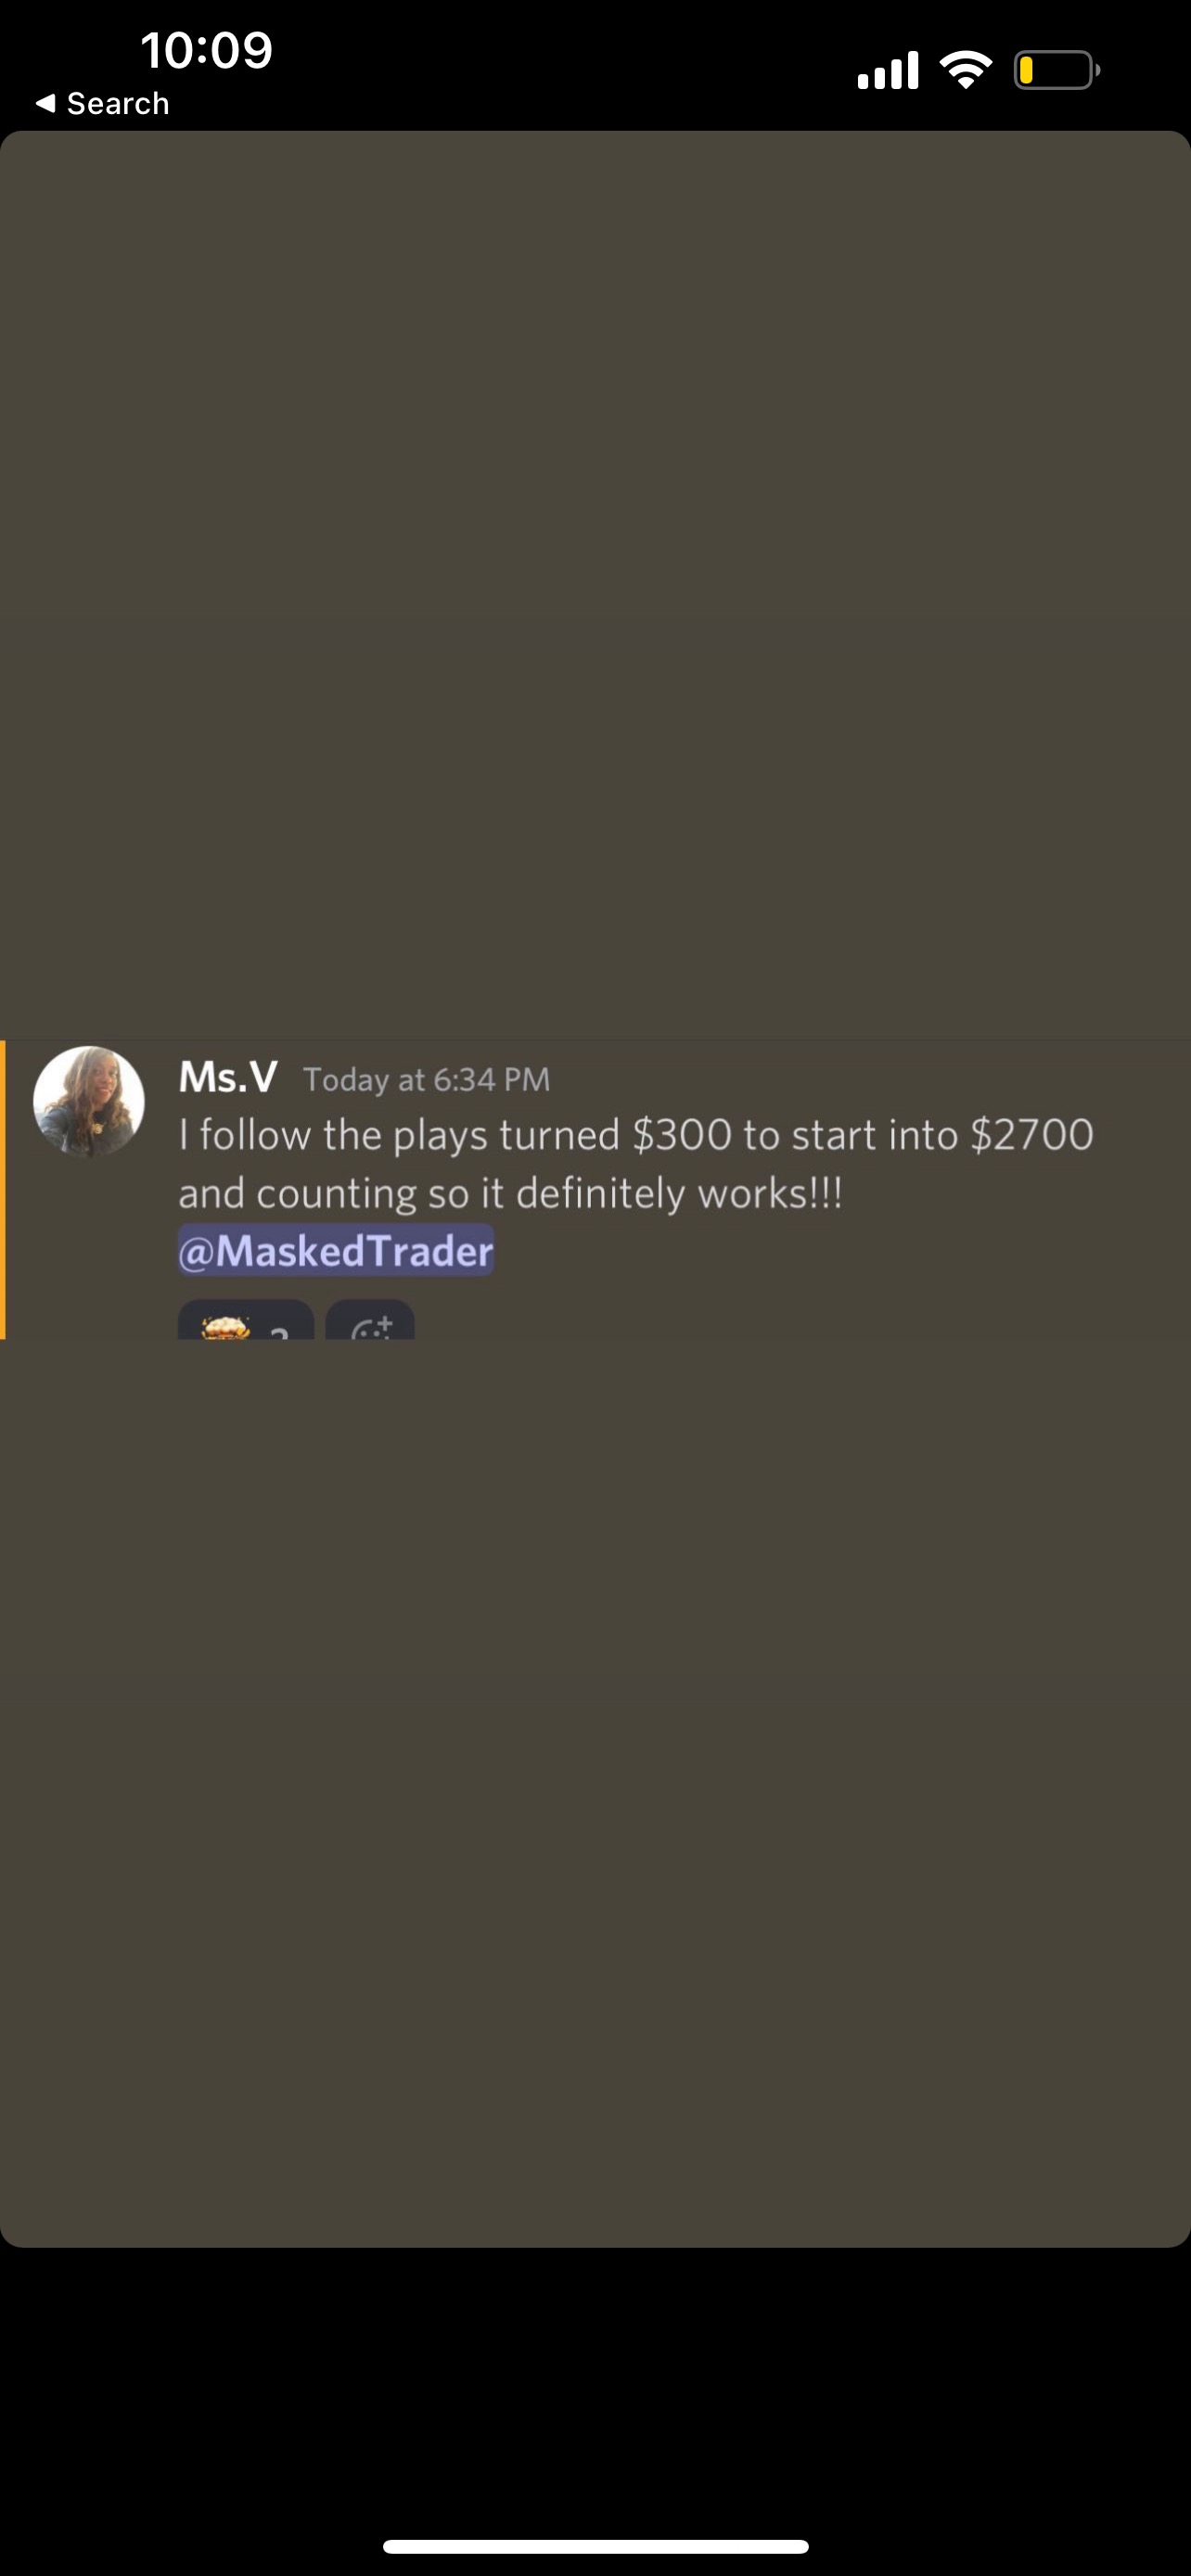 10:09
◀ Search
Ms.V Today at 6:34 PM
I follow the plays turned $300 to start into $2700
and counting so it definitely works!!!
@MaskedTrader